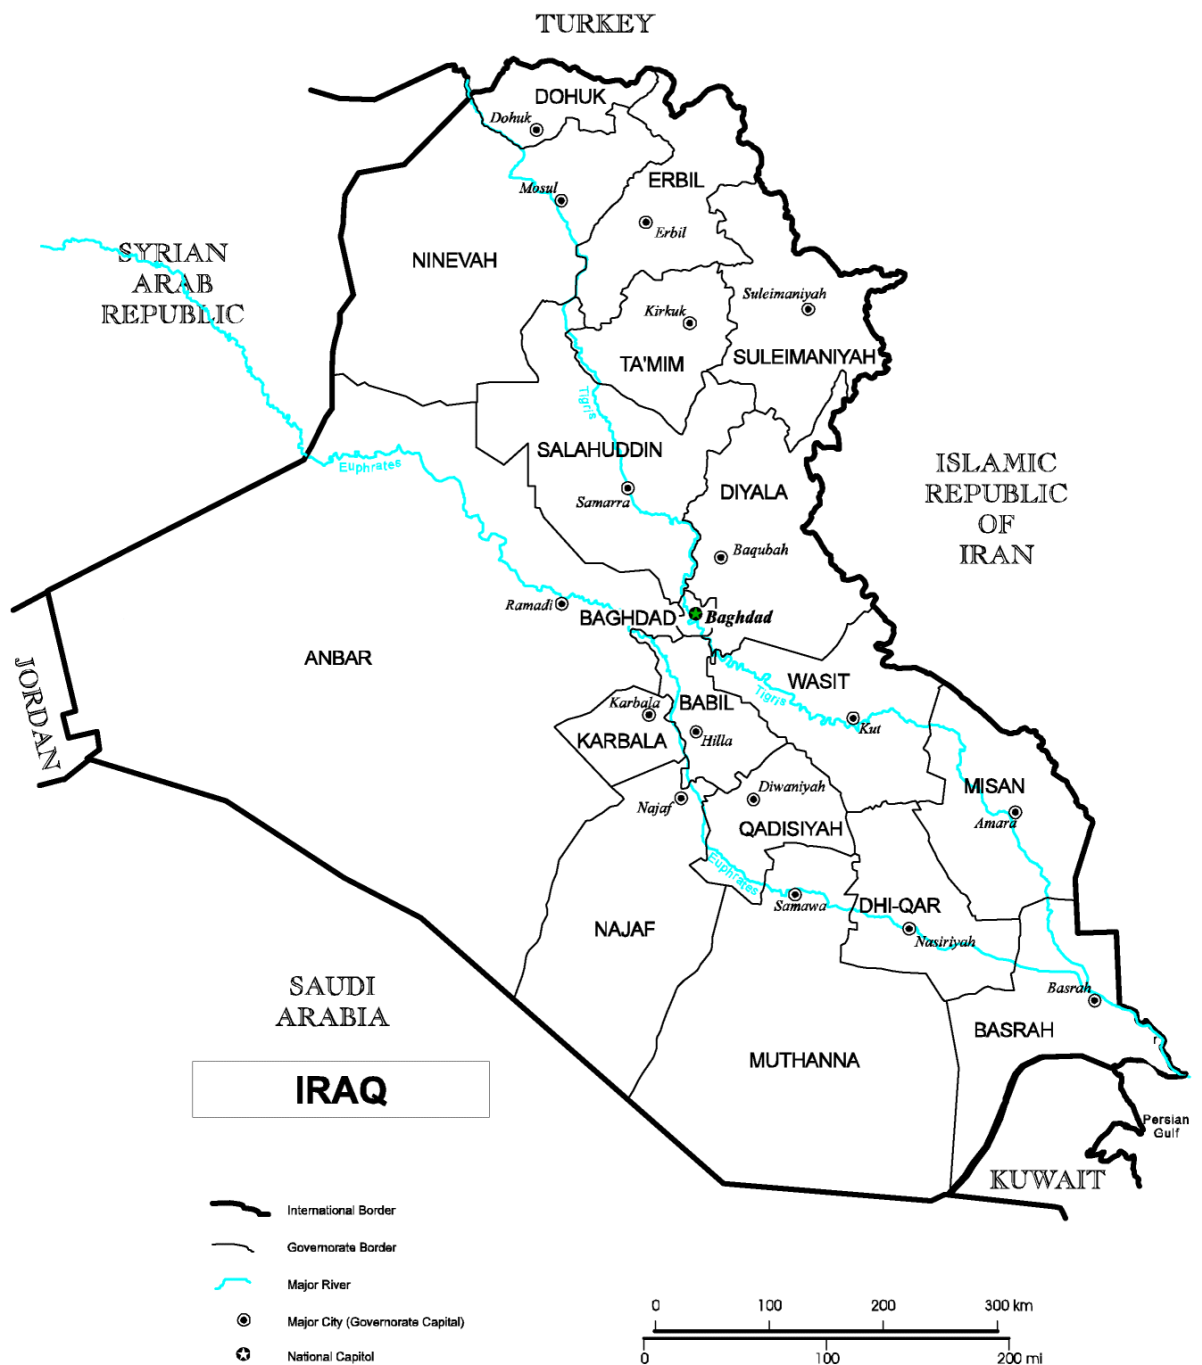 TURKEY
DOHUK
Dohuk
ERBIL
Mosul
Erbil
NINEVAH
SYRIAN
ARAB
REPUBLIC
Suleimaniyah
Kirkuk
TA'MIM
SULEIMANIYAH
Tigris
SALAHUDDIN
Euphrates
ISLAMIC
REPUBLIC
OF
IRAN
DIYALA
Samarra
Baqubah
Ramadi
BAGHDAD
Baghdad
ANBAR
JORDAN
WASIT
Tigris
Karbala
BABIL
Kut
KARBALA
Hilla
MISAN
Diwaniyah
Najaf
Amara
QADISIYAH
Euphrates
Samawa
DHI-QAR
NAJAF
Nasiriyah
SAUDI
ARABIA
Basrah
BASRAH
MUTHANNA
IRAQ
Persian
Gulf
KUWAIT
International Border
Governorate Border
Major River
Major City (Governorate Capital)
National Capitol
0 100 200 300 km
0 100 200 mi